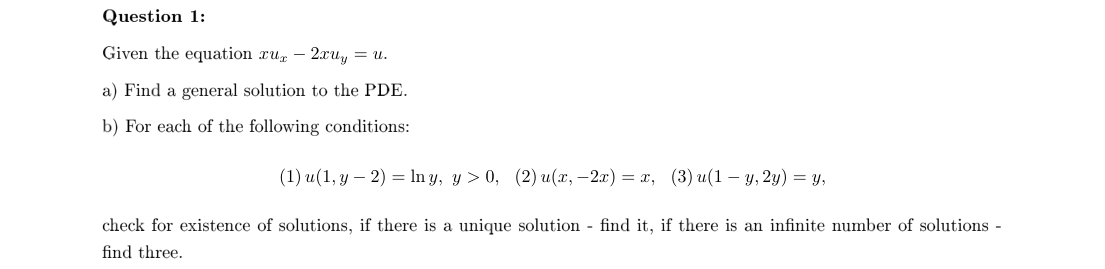 Question 1:
Given the equation xuₓ − 2xu_y = u.
a) Find a general solution to the PDE.
b) For each of the following conditions:
(1) u(1, y − 2) = ln y, y > 0, (2) u(x, −2x) = x, (3) u(1 − y, 2y) = y,
check for existence of solutions, if there is a unique solution - find it, if there is an infinite number of solutions -
find three.